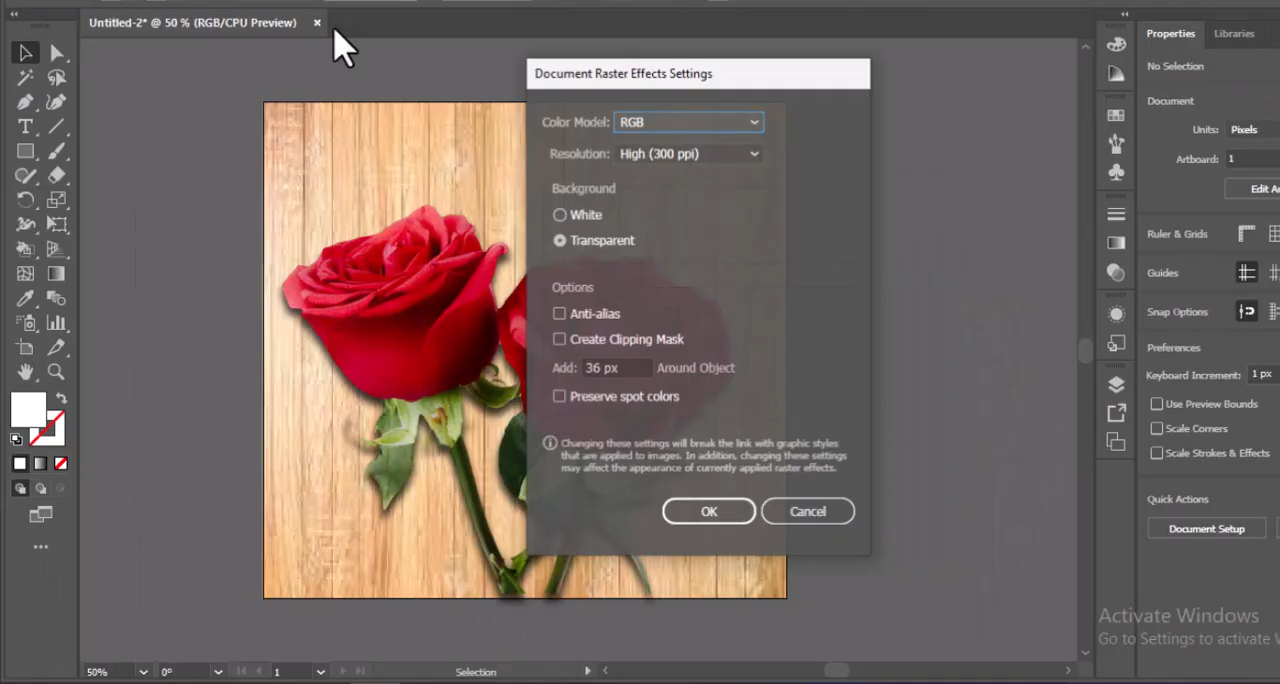 Untitled-2* @ 50 % (RGB/CPU Preview) ×
Document Raster Effects Settings
Color Model: RGB
Resolution: High (300 ppi)
Background
White
Transparent
Options
Anti-alias
Create Clipping Mask
Add: 36 px Around Object
Preserve spot colors
Changing these settings will break the link with graphic styles
that are applied to images. In addition, changing these settings
may affect the appearance of currently applied raster effects.
OK Cancel
Properties Libraries
No Selection
Document
Units: Pixels
Artboard: 1
Edit A
Ruler & Grids
Guides
Snap Options
Preferences
Keyboard Increment: 1 px
Use Preview Bounds
Scale Corners
Scale Strokes & Effects
Quick Actions
Document Setup
Activate Windows
Go to Settings to activate W
50% 0° 1 Selection